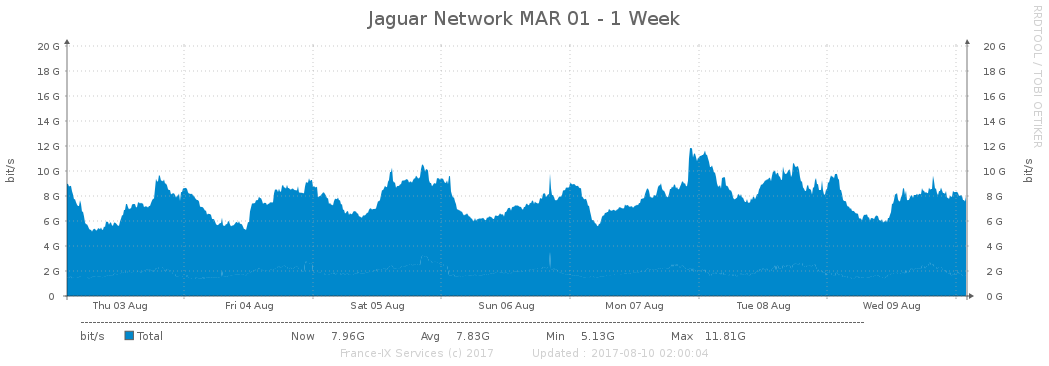 Jaguar Network MAR 01 - 1 Week
RRDTOOL / TOBI OETIKER
bit/s
20 G
18 G
16 G
14 G
12 G
10 G
8 G
6 G
4 G
2 G
0
20 G
18 G
16 G
14 G
12 G
10 G
8 G
6 G
4 G
2 G
0 G
bit/s
Thu 03 Aug Fri 04 Aug Sat 05 Aug Sun 06 Aug Mon 07 Aug Tue 08 Aug Wed 09 Aug
bit/s Total Now 7.96G Avg 7.83G Min 5.13G Max 11.81G
France-IX Services (c) 2017 Updated : 2017-08-10 02:00:04